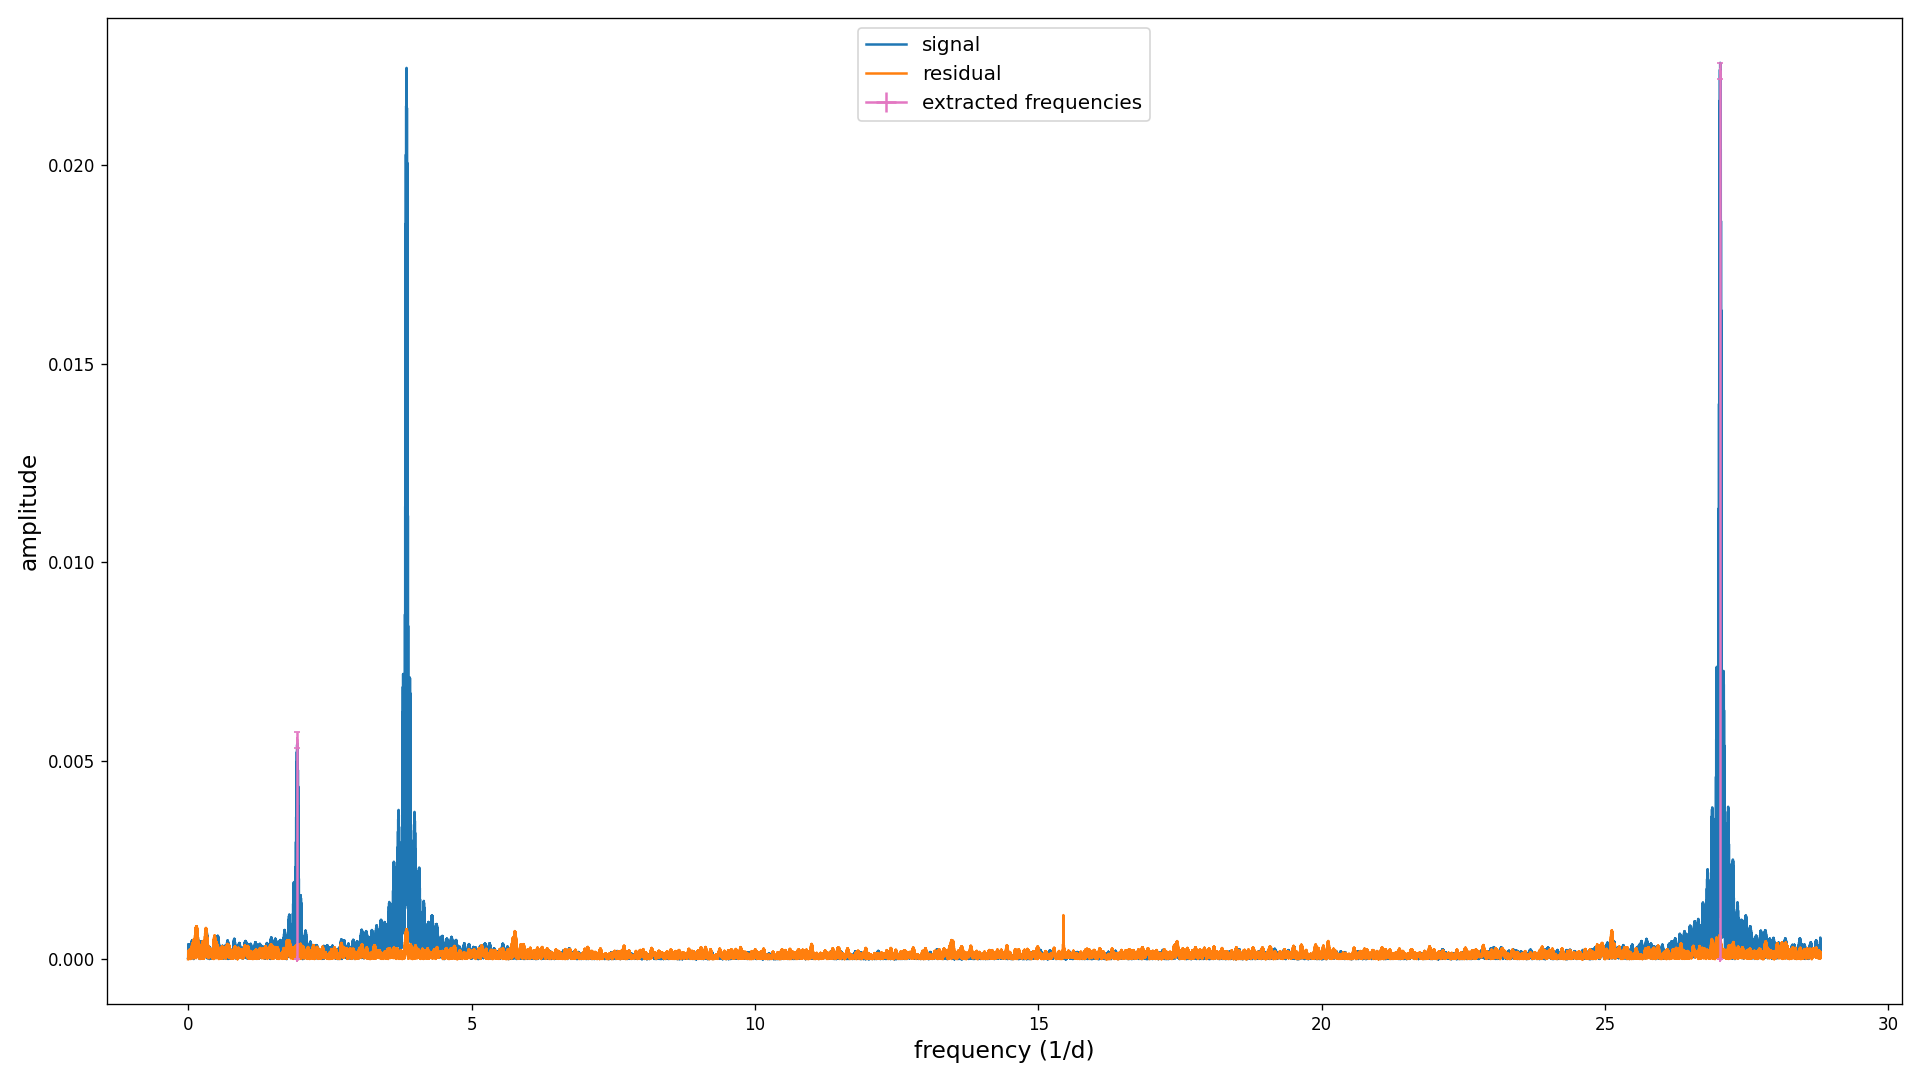 signal
residual
extracted frequencies
amplitude
0.020
0.015
0.010
0.005
0.000
0 5 10 15 20 25 30
frequency (1/d)